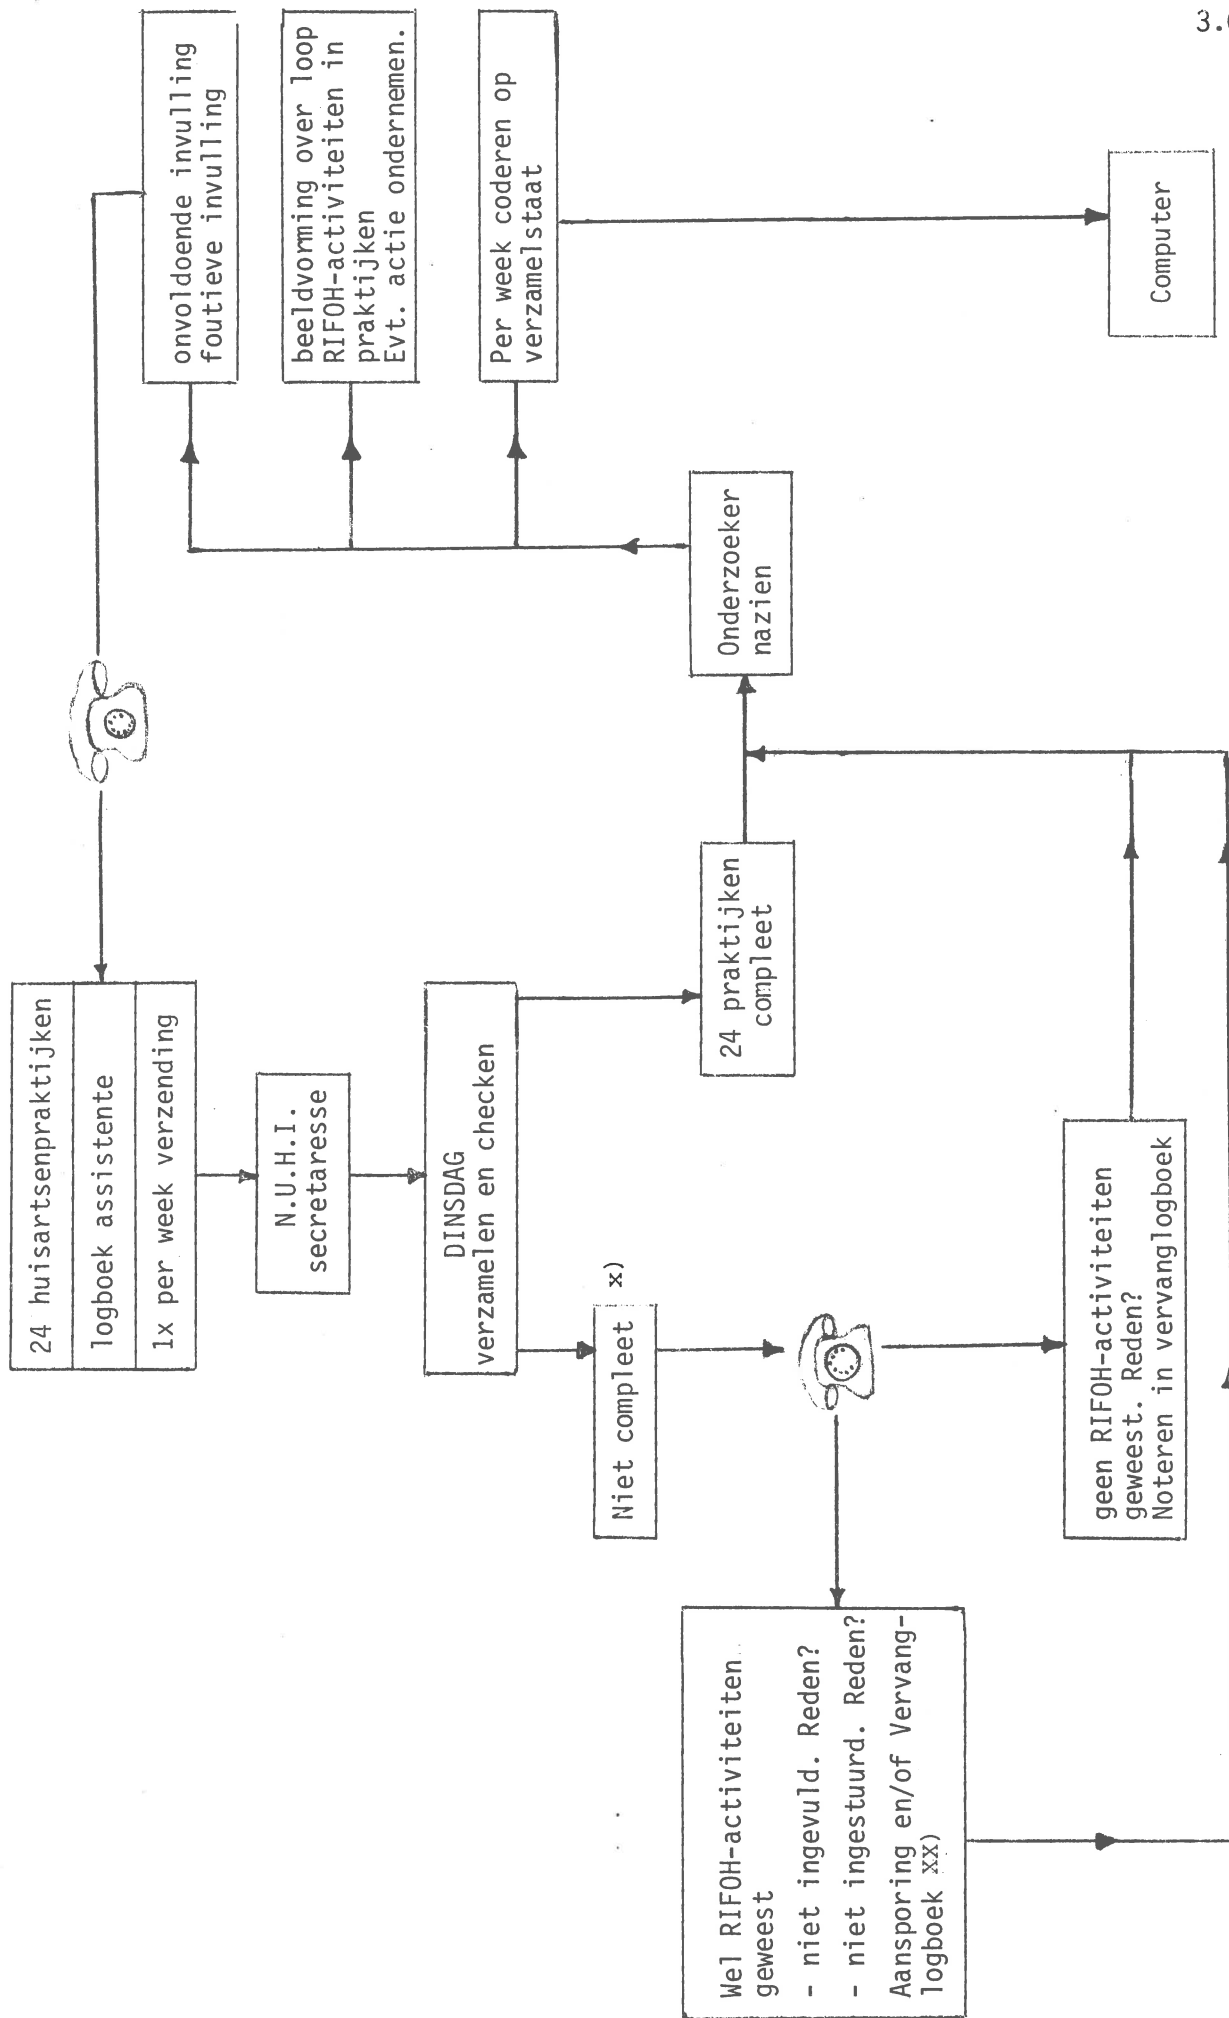 3.
24 huisartsenpraktijken
logboek assistente
1x per week verzending
N.U.H.I.
secretaresse
DINSDAG
verzamelen en checken
Niet compleet x)
24 praktijken
compleet
Wel RIFOH-activiteiten
geweest
- niet ingevuld. Reden?
- niet ingestuurd. Reden?
Aansporing en/of Vervang-
logboek xx)
geen RIFOH-activiteiten
geweest. Reden?
Noteren in vervanglogboek
Onderzoeker
nazien
onvoldoende invulling
foutieve invulling
beeldvorming over loop
RIFOH-activiteiten in
praktijken
Evt. actie ondernemen.
Per week coderen op
verzamelstaat
Computer